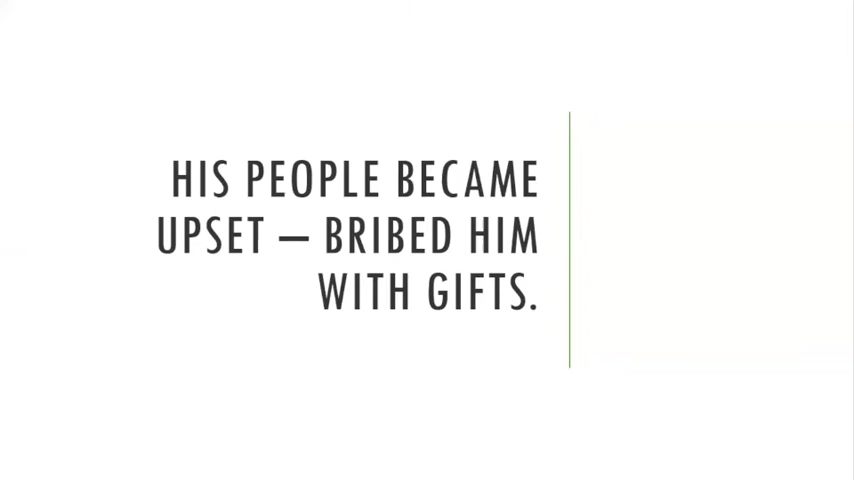 HIS PEOPLE BECAME
UPSET – BRIBED HIM
WITH GIFTS.